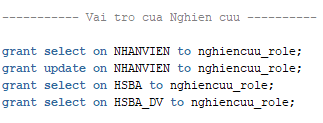 ----------- Vai tro cua Nghien cuu ----------
grant select on NHANVIEN to nghiencuu_role;
grant update on NHANVIEN to nghiencuu_role;
grant select on HSBA to nghiencuu_role;
grant select on HSBA_DV to nghiencuu_role;